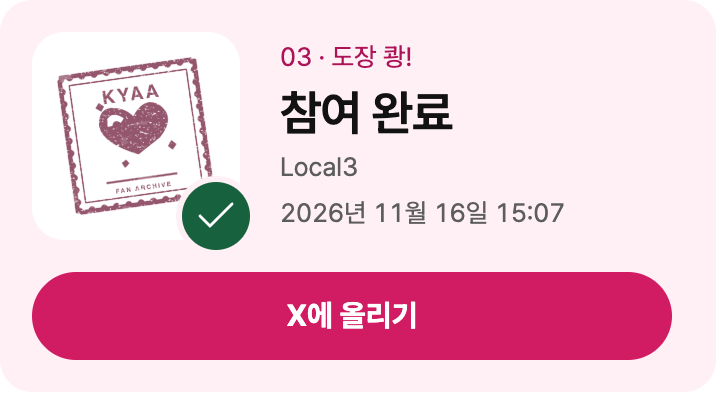 KYAA
FAN ARCHIVE
03 · 도장 쾅!
참여 완료
Local3
2026년 11월 16일 15:07
X에 올리기